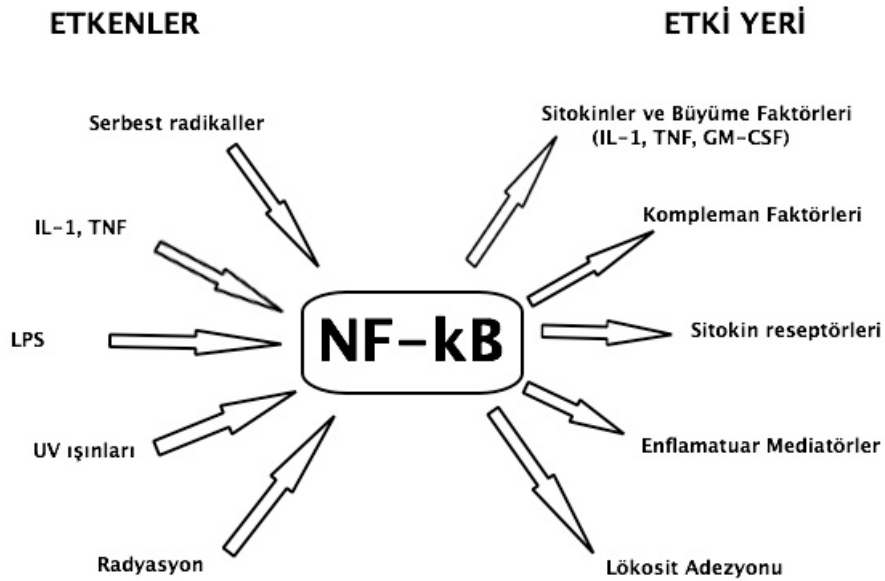 ETKENLER
ETKİ YERİ
Serbest radikaller
Sitokinler ve Büyüme Faktörleri
(IL-1, TNF, GM-CSF)
IL-1, TNF
Kompleman Faktörleri
LPS
NF-kB
Sitokin reseptörleri
UV ışınları
Enflamatuar Mediatörler
Radyasyon
Lökosit Adezyonu